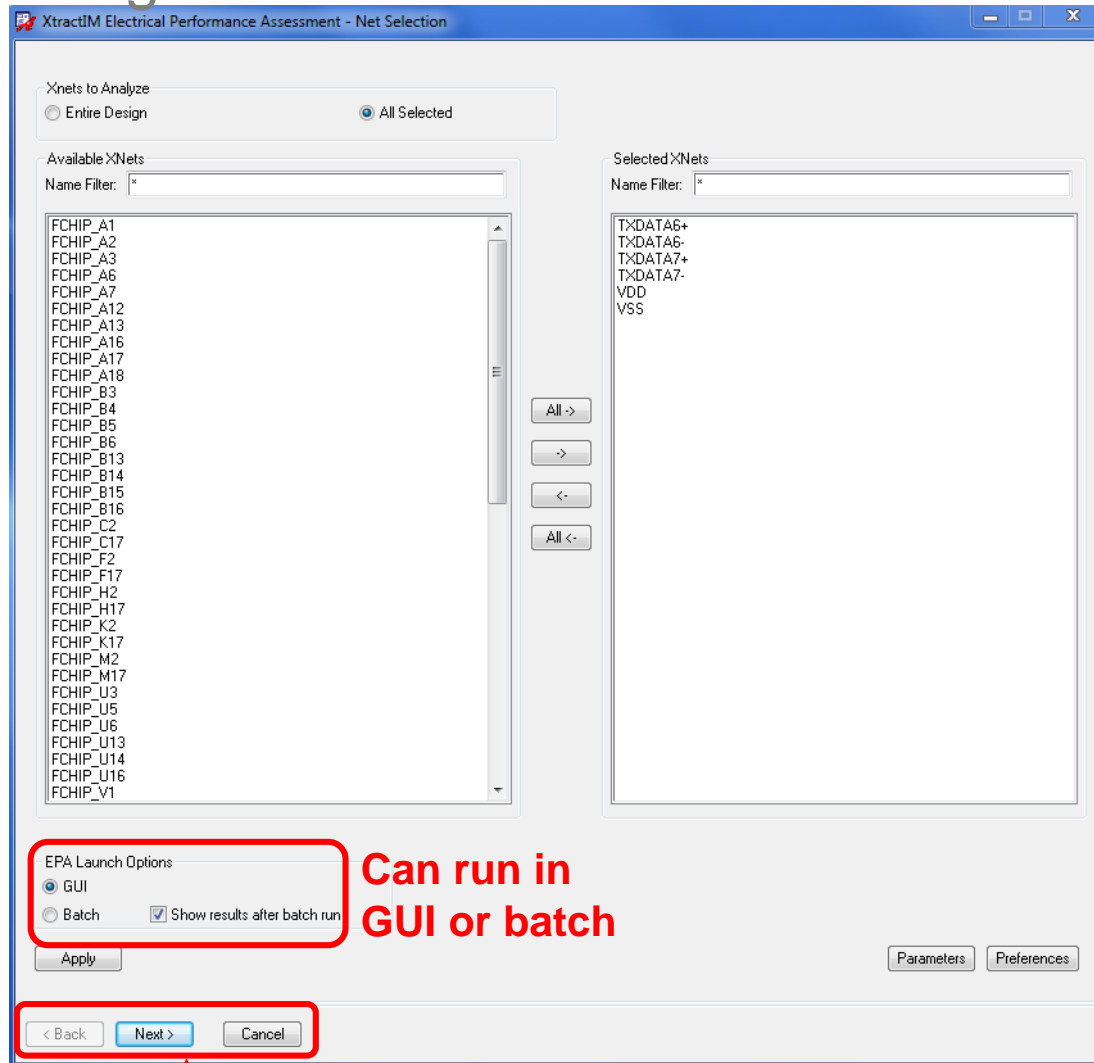 XtractIM Electrical Performance Assessment - Net Selection
Xnets to Analyze
Entire Design
All Selected
Available XNets
Name Filter: *
FCHIP_A1
FCHIP_A2
FCHIP_A3
FCHIP_A6
FCHIP_A7
FCHIP_A12
FCHIP_A13
FCHIP_A16
FCHIP_A17
FCHIP_A18
FCHIP_B3
FCHIP_B4
FCHIP_B5
FCHIP_B6
FCHIP_B13
FCHIP_B14
FCHIP_B15
FCHIP_B16
FCHIP_C2
FCHIP_C17
FCHIP_F2
FCHIP_F17
FCHIP_H2
FCHIP_H17
FCHIP_K2
FCHIP_K17
FCHIP_M2
FCHIP_M17
FCHIP_U3
FCHIP_U5
FCHIP_U6
FCHIP_U13
FCHIP_U14
FCHIP_U16
FCHIP_V1
All ->
->
<-
All <-
Selected XNets
Name Filter: *
TXDATA6+
TXDATA6-
TXDATA7+
TXDATA7-
VDD
VSS
EPA Launch Options
GUI
Batch
Show results after batch run
Can run in
GUI or batch
Apply
Parameters
Preferences
< Back
Next >
Cancel